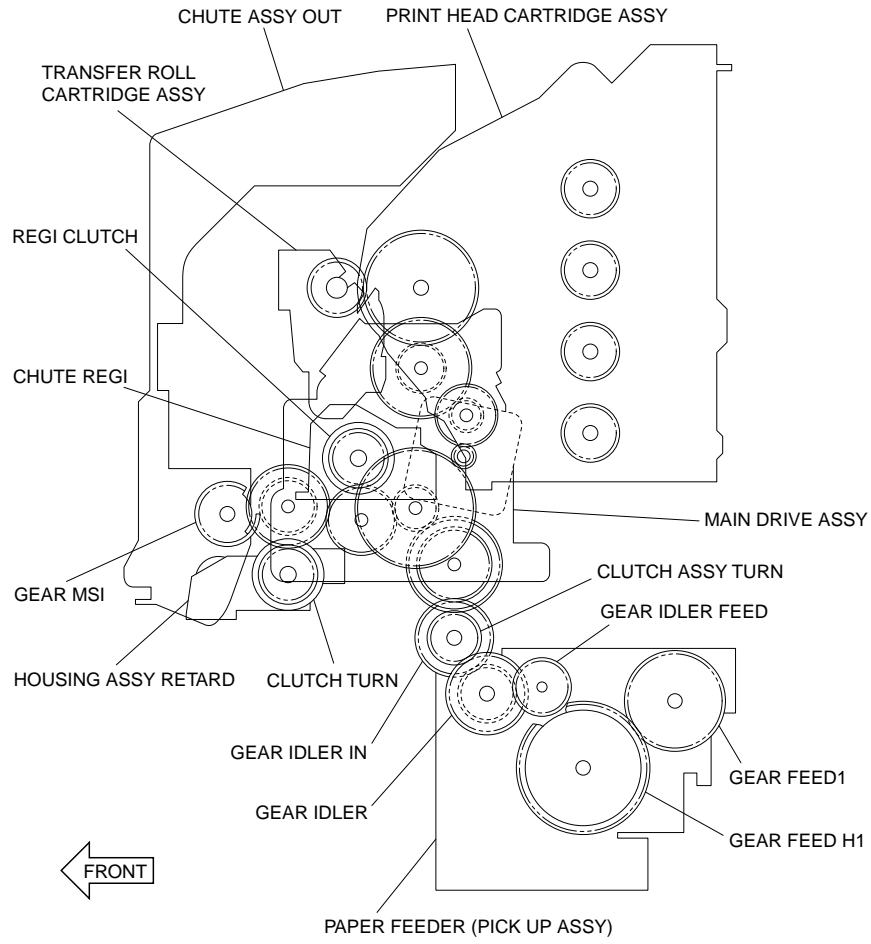 CHUTE ASSY OUT
PRINT HEAD CARTRIDGE ASSY
TRANSFER ROLL
CARTRIDGE ASSY
REGI CLUTCH
CHUTE REGI
MAIN DRIVE ASSY
CLUTCH ASSY TURN
GEAR MSI
GEAR IDLER FEED
HOUSING ASSY RETARD
CLUTCH TURN
GEAR IDLER IN
GEAR FEED1
GEAR IDLER
GEAR FEED H1
FRONT
PAPER FEEDER (PICK UP ASSY)